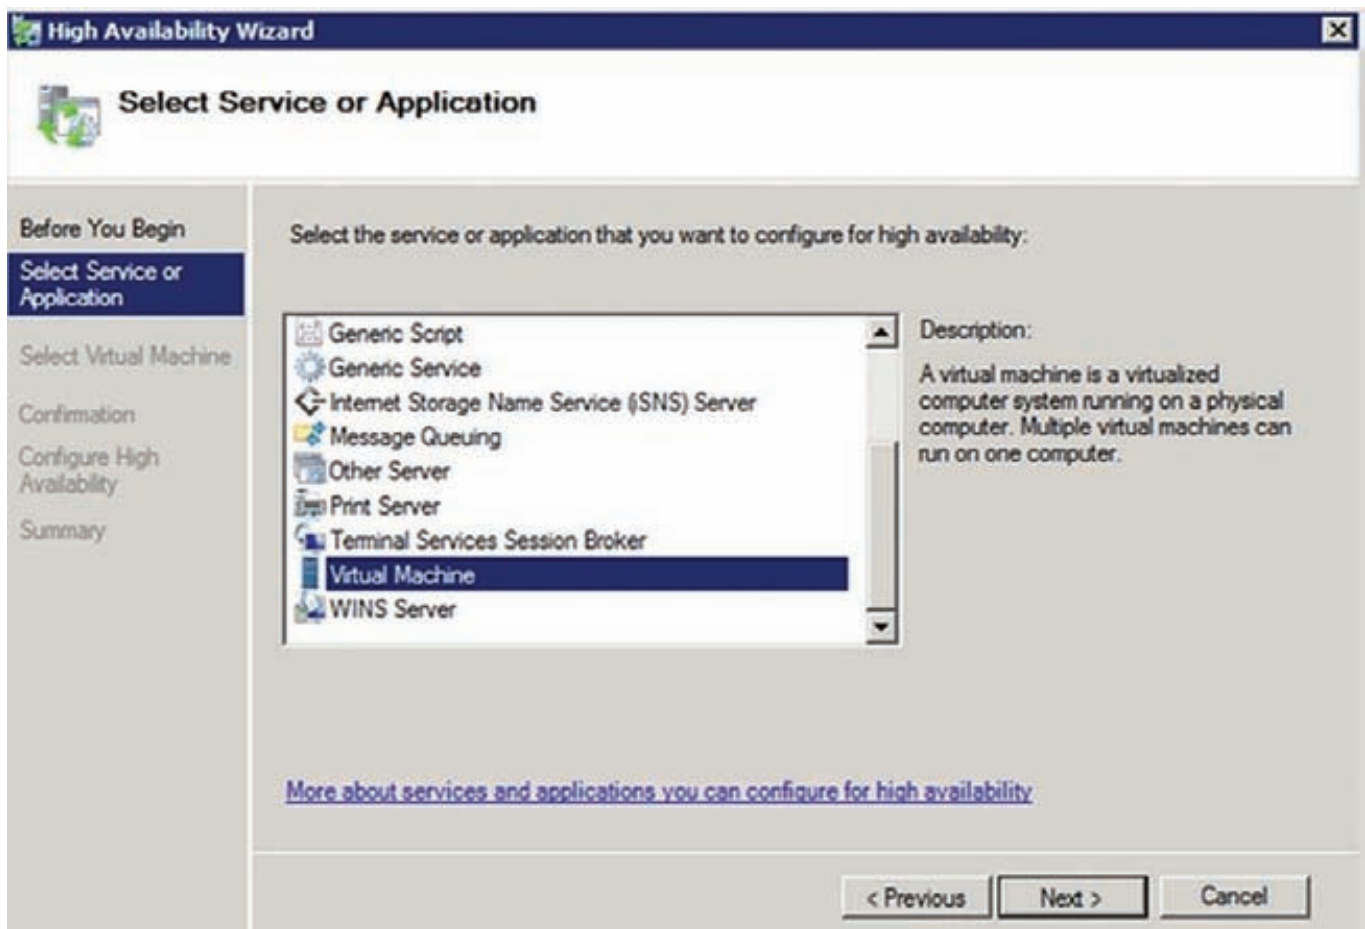 High Availability Wizard
Select Service or Application
Before You Begin
Select Service or
Application
Select Virtual Machine
Confirmation
Configure High
Availability
Summary
Select the service or application that you want to configure for high availability:
Generic Script
Generic Service
Internet Storage Name Service (iSNS) Server
Message Queuing
Other Server
Print Server
Terminal Services Session Broker
Virtual Machine
WINS Server
Description:
A virtual machine is a virtualized
computer system running on a physical
computer. Multiple virtual machines can
run on one computer.
More about services and applications you can configure for high availability
< Previous
Next >
Cancel